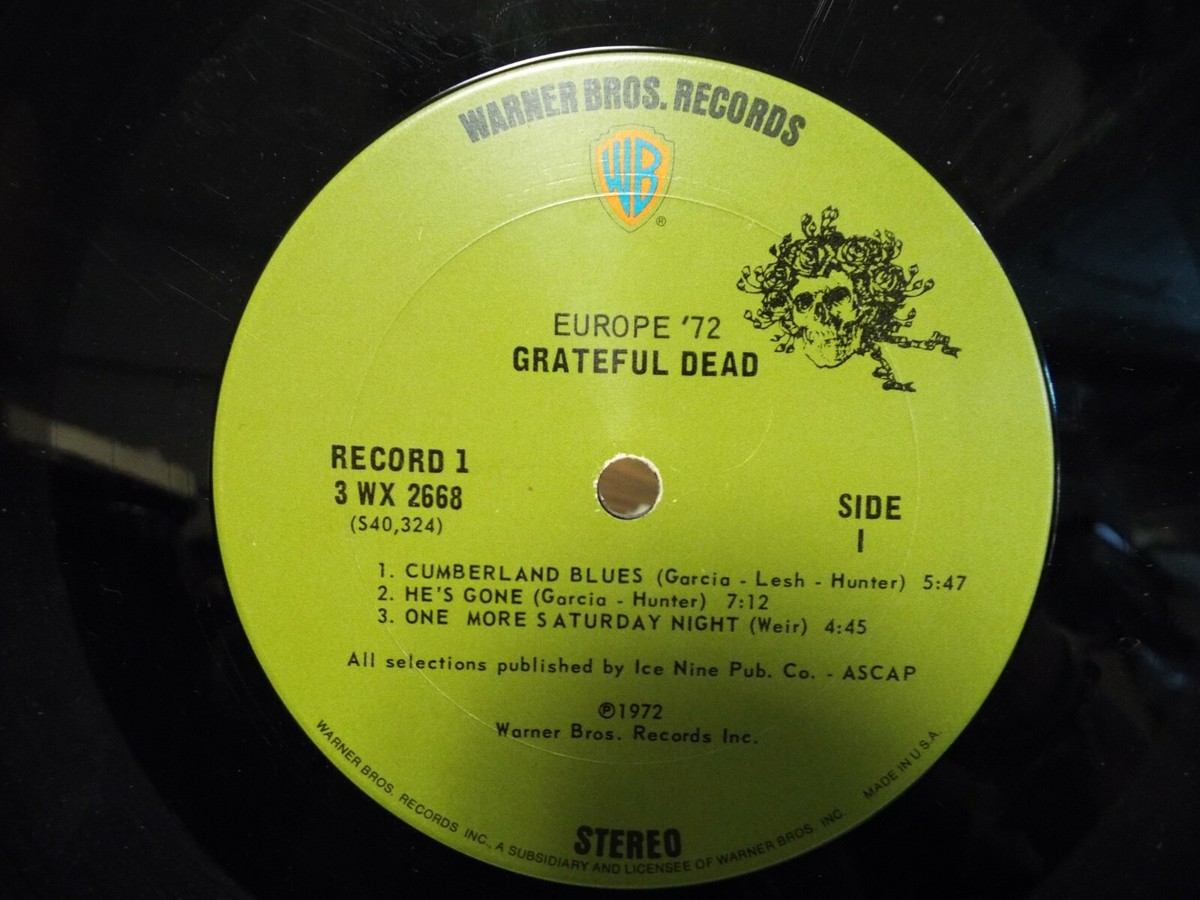 WARNER BROS. RECORDS
WB
®
EUROPE '72
GRATEFUL DEAD
RECORD 1
3 WX 2668
(S40,324)
SIDE
1
1. CUMBERLAND BLUES (Garcia - Lesh - Hunter) 5:47
2. HE'S GONE (Garcia - Hunter) 7:12
3. ONE MORE SATURDAY NIGHT (Weir) 4:45
All selections published by Ice Nine Pub. Co. - ASCAP
℗1972
Warner Bros. Records Inc.
STEREO
WARNER BROS. RECORDS INC., A SUBSIDIARY AND LICENSEE OF WARNER BROS. INC. MADE IN U.S.A.